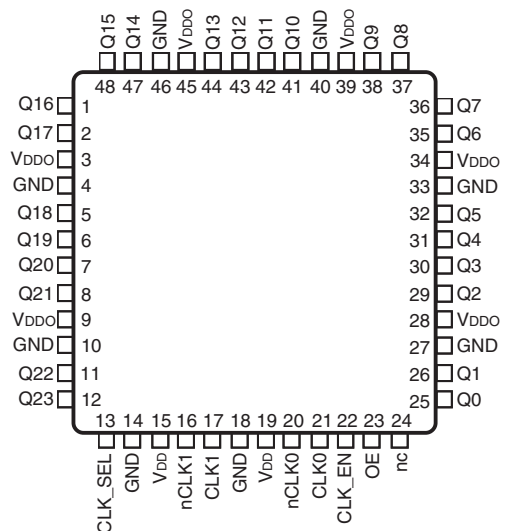 Q15 Q14 GND VDDO Q13 Q12 Q11 Q10 GND VDDO Q9 Q8
48 47 46 45 44 43 42 41 40 39 38 37
Q16 1 36 Q7
Q17 2 35 Q6
VDDO 3 34 VDDO
GND 4 33 GND
Q18 5 32 Q5
Q19 6 31 Q4
Q20 7 30 Q3
Q21 8 29 Q2
VDDO 9 28 VDDO
GND 10 27 GND
Q22 11 26 Q1
Q23 12 25 Q0
13 14 15 16 17 18 19 20 21 22 23 24
CLK_SEL GND VDD nCLK1 CLK1 GND VDD nCLK0 CLK0 CLK_EN OE nc